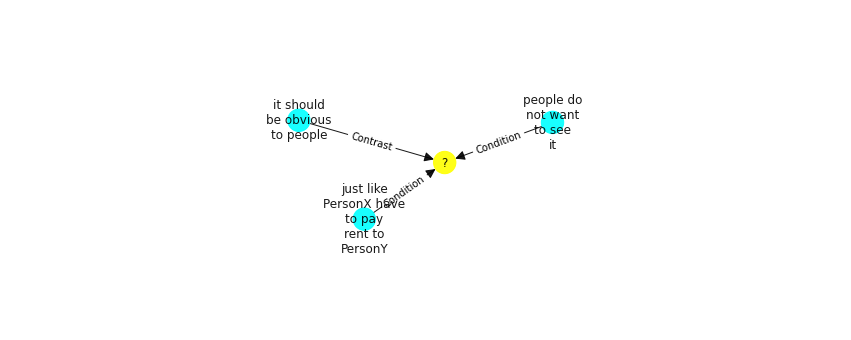 it should
be obvious
to people
Contrast
people do
not want
to see
it
Condition
?
just like
PersonX have
to pay
rent to
PersonY
Condition